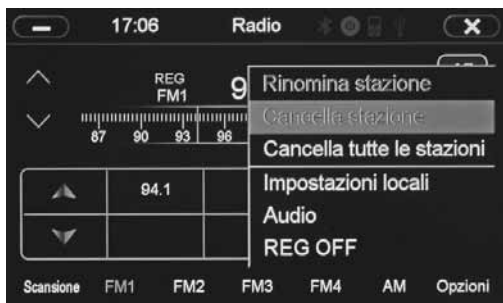 17:06 Radio
REG
FM1
9
Rinomina stazione
Cancella stazione
Cancella tutte le stazioni
Impostazioni locali
Audio
REG OFF
87 90 93 96
94.1
Scansione FM1 FM2 FM3 FM4 AM Opzioni